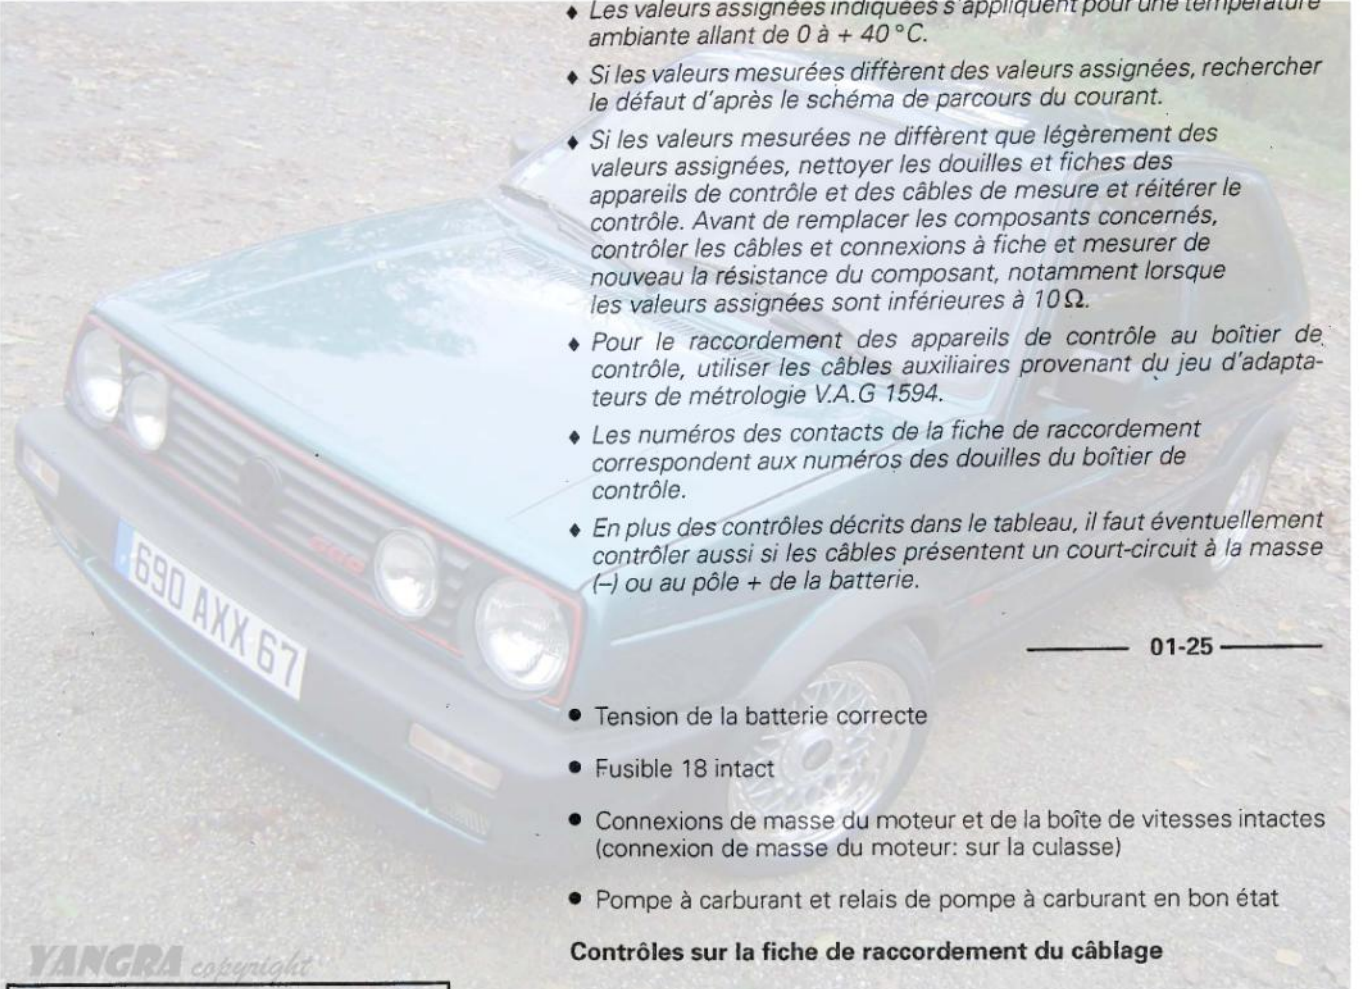 ♦ Les valeurs assignées indiquées s'appliquent pour une température
ambiante allant de 0 à + 40 °C.
♦ Si les valeurs mesurées diffèrent des valeurs assignées, rechercher
le défaut d'après le schéma de parcours du courant.
♦ Si les valeurs mesurées ne diffèrent que légèrement des
valeurs assignées, nettoyer les douilles et fiches des
appareils de contrôle et des câbles de mesure et réitérer le
contrôle. Avant de remplacer les composants concernés,
contrôler les câbles et connexions à fiche et mesurer de
nouveau la résistance du composant, notamment lorsque
les valeurs assignées sont inférieures à 10 Ω.
♦ Pour le raccordement des appareils de contrôle au boîtier de
contrôle, utiliser les câbles auxiliaires provenant du jeu d'adapta-
teurs de métrologie V.A.G 1594.
♦ Les numéros des contacts de la fiche de raccordement
correspondent aux numéros des douilles du boîtier de
contrôle.
♦ En plus des contrôles décrits dans le tableau, il faut éventuellement
contrôler aussi si les câbles présentent un court-circuit à la masse
(–) ou au pôle + de la batterie.
690 AXX 67
01-25
● Tension de la batterie correcte
● Fusible 18 intact
● Connexions de masse du moteur et de la boîte de vitesses intactes
(connexion de masse du moteur: sur la culasse)
● Pompe à carburant et relais de pompe à carburant en bon état
Contrôles sur la fiche de raccordement du câblage
YANGRA copyright